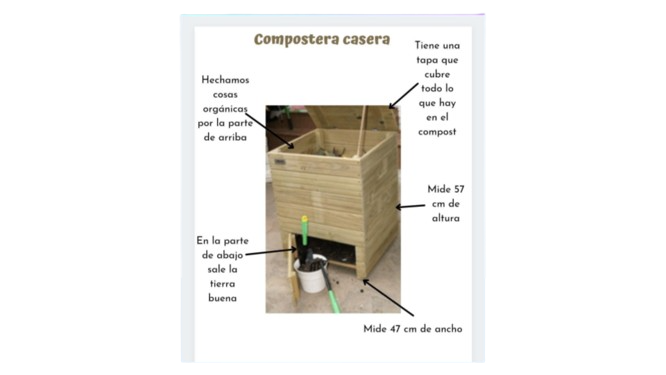 Compostera casera
Tiene una
tapa que
cubre
todo lo
que hay
en el
compost
Hechamos
cosas
orgánicas
por la parte
de arriba
Mide 57
cm de
altura
En la parte
de abajo
sale la
tierra
buena
Mide 47 cm de ancho